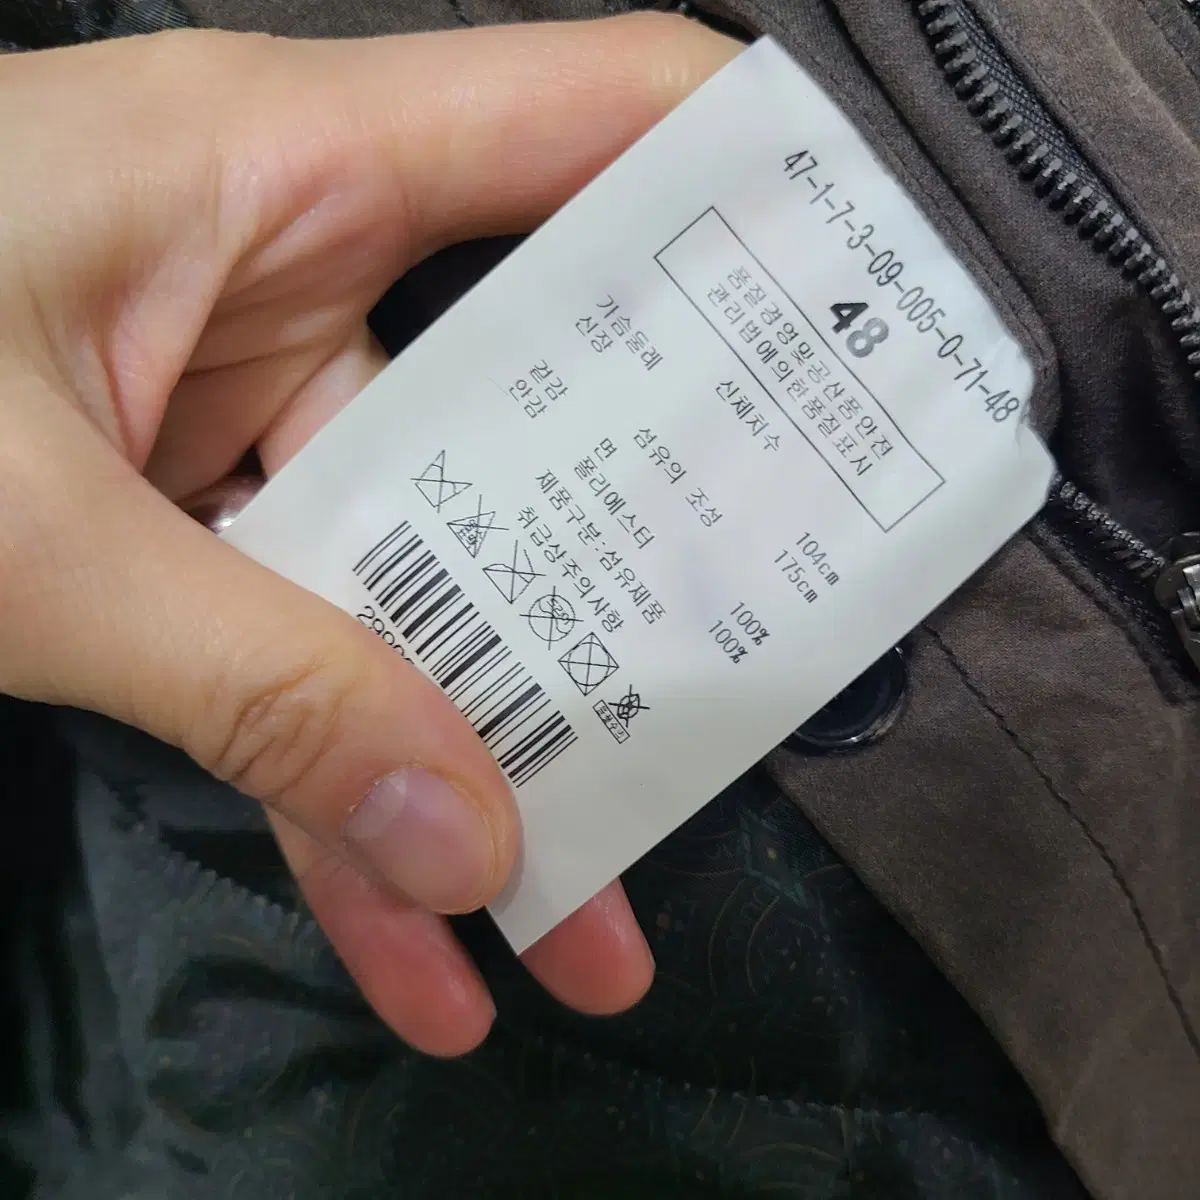 47-1-7-3-09-005-0-71-48
48
품질경영및공산품안전
관리법에의한품질표시
신체치수
가슴둘레 104cm
신장 175cm
섬유의 조성
겉감 면 100%
안감 폴리에스터 100%
제품구분:섬유제품
취급상주의사항